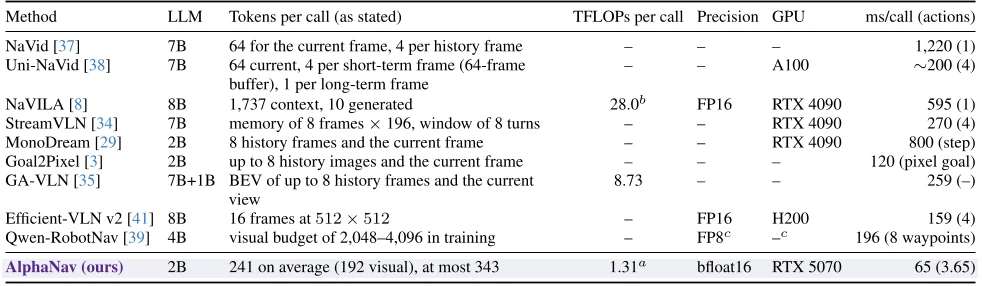 Method LLM Tokens per call (as stated) TFLOPs per call Precision GPU ms/call (actions)
NaVid [37] 7B 64 for the current frame, 4 per history frame – – – 1,220 (1)
Uni-NaVid [38] 7B 64 current, 4 per short-term frame (64-frame – – A100 ∼200 (4)
buffer), 1 per long-term frame
NaVILA [8] 8B 1,737 context, 10 generated 28.0ᵇ FP16 RTX 4090 595 (1)
StreamVLN [34] 7B memory of 8 frames × 196, window of 8 turns – – RTX 4090 270 (4)
MonoDream [29] 2B 8 history frames and the current frame – – RTX 4090 800 (step)
Goal2Pixel [3] 2B up to 8 history images and the current frame – – – 120 (pixel goal)
GA-VLN [35] 7B+1B BEV of up to 8 history frames and the current 8.73 – – 259 (–)
view
Efficient-VLN v2 [41] 8B 16 frames at 512 × 512 – FP16 H200 159 (4)
Qwen-RobotNav [39] 4B visual budget of 2,048–4,096 in training – FP8ᶜ –ᶜ 196 (8 waypoints)
AlphaNav (ours) 2B 241 on average (192 visual), at most 343 1.31ᵃ bfloat16 RTX 5070 65 (3.65)